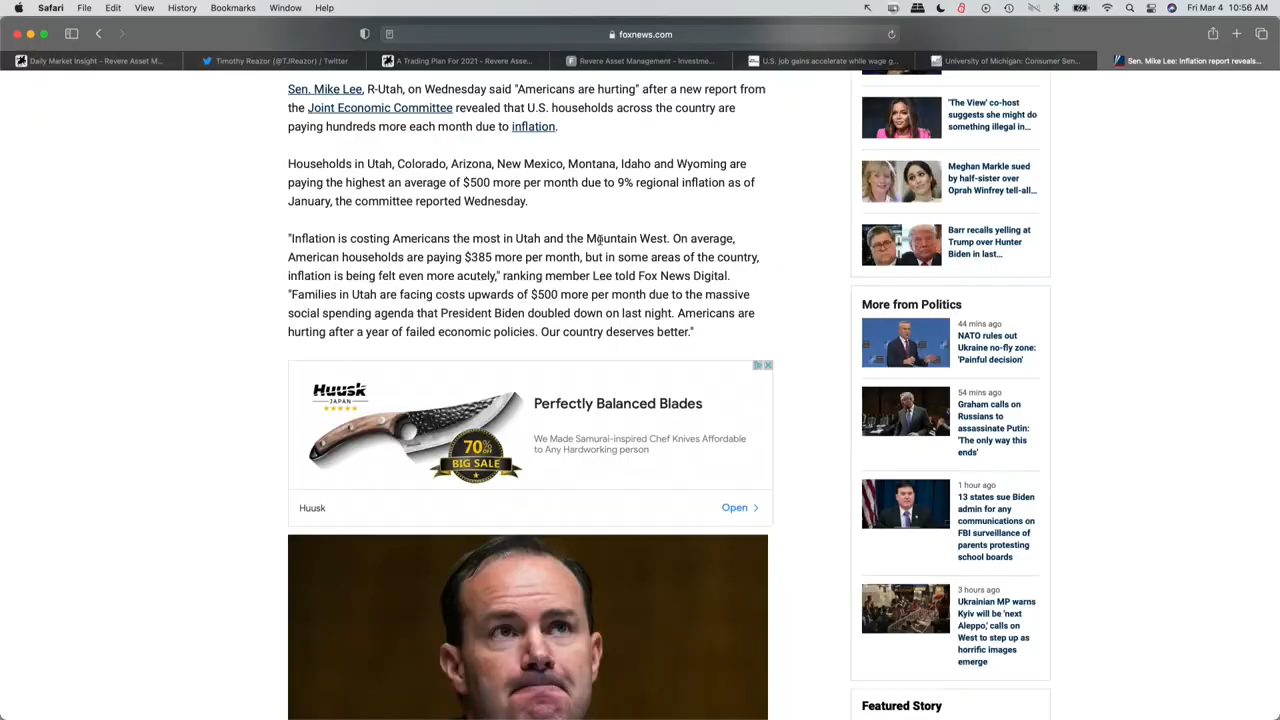 Safari File Edit View History Bookmarks Window Help
Fri Mar 4 10:56 AM
foxnews.com
Daily Market Insight - Revere Asset M...
Timothy Reazor (@TJReazor) / Twitter
A Trading Plan For 2021 - Revere Asse...
Revere Asset Management - Investme...
U.S. job gains accelerate while wage g...
University of Michigan: Consumer Sen...
Sen. Mike Lee: Inflation report reveals...
Sen. Mike Lee, R-Utah, on Wednesday said "Americans are hurting" after a new report from
the Joint Economic Committee revealed that U.S. households across the country are
paying hundreds more each month due to inflation.
Households in Utah, Colorado, Arizona, New Mexico, Montana, Idaho and Wyoming are
paying the highest an average of $500 more per month due to 9% regional inflation as of
January, the committee reported Wednesday.
"Inflation is costing Americans the most in Utah and the Mountain West. On average,
American households are paying $385 more per month, but in some areas of the country,
inflation is being felt even more acutely," ranking member Lee told Fox News Digital.
"Families in Utah are facing costs upwards of $500 more per month due to the massive
social spending agenda that President Biden doubled down on last night. Americans are
hurting after a year of failed economic policies. Our country deserves better."
Huusk
JAPAN
70%
OFF
BIG SALE
Perfectly Balanced Blades
We Made Samurai-inspired Chef Knives Affordable
to Any Hardworking person
Huusk
Open
'The View' co-host
suggests she might do
something illegal in...
Meghan Markle sued
by half-sister over
Oprah Winfrey tell-all...
Barr recalls yelling at
Trump over Hunter
Biden in last...
More from Politics
44 mins ago
NATO rules out
Ukraine no-fly zone:
'Painful decision'
54 mins ago
Graham calls on
Russians to
assassinate Putin:
'The only way this
ends'
1 hour ago
13 states sue Biden
admin for any
communications on
FBI surveillance of
parents protesting
school boards
3 hours ago
Ukrainian MP warns
Kyiv will be 'next
Aleppo,' calls on
West to step up as
horrific images
emerge
Featured Story